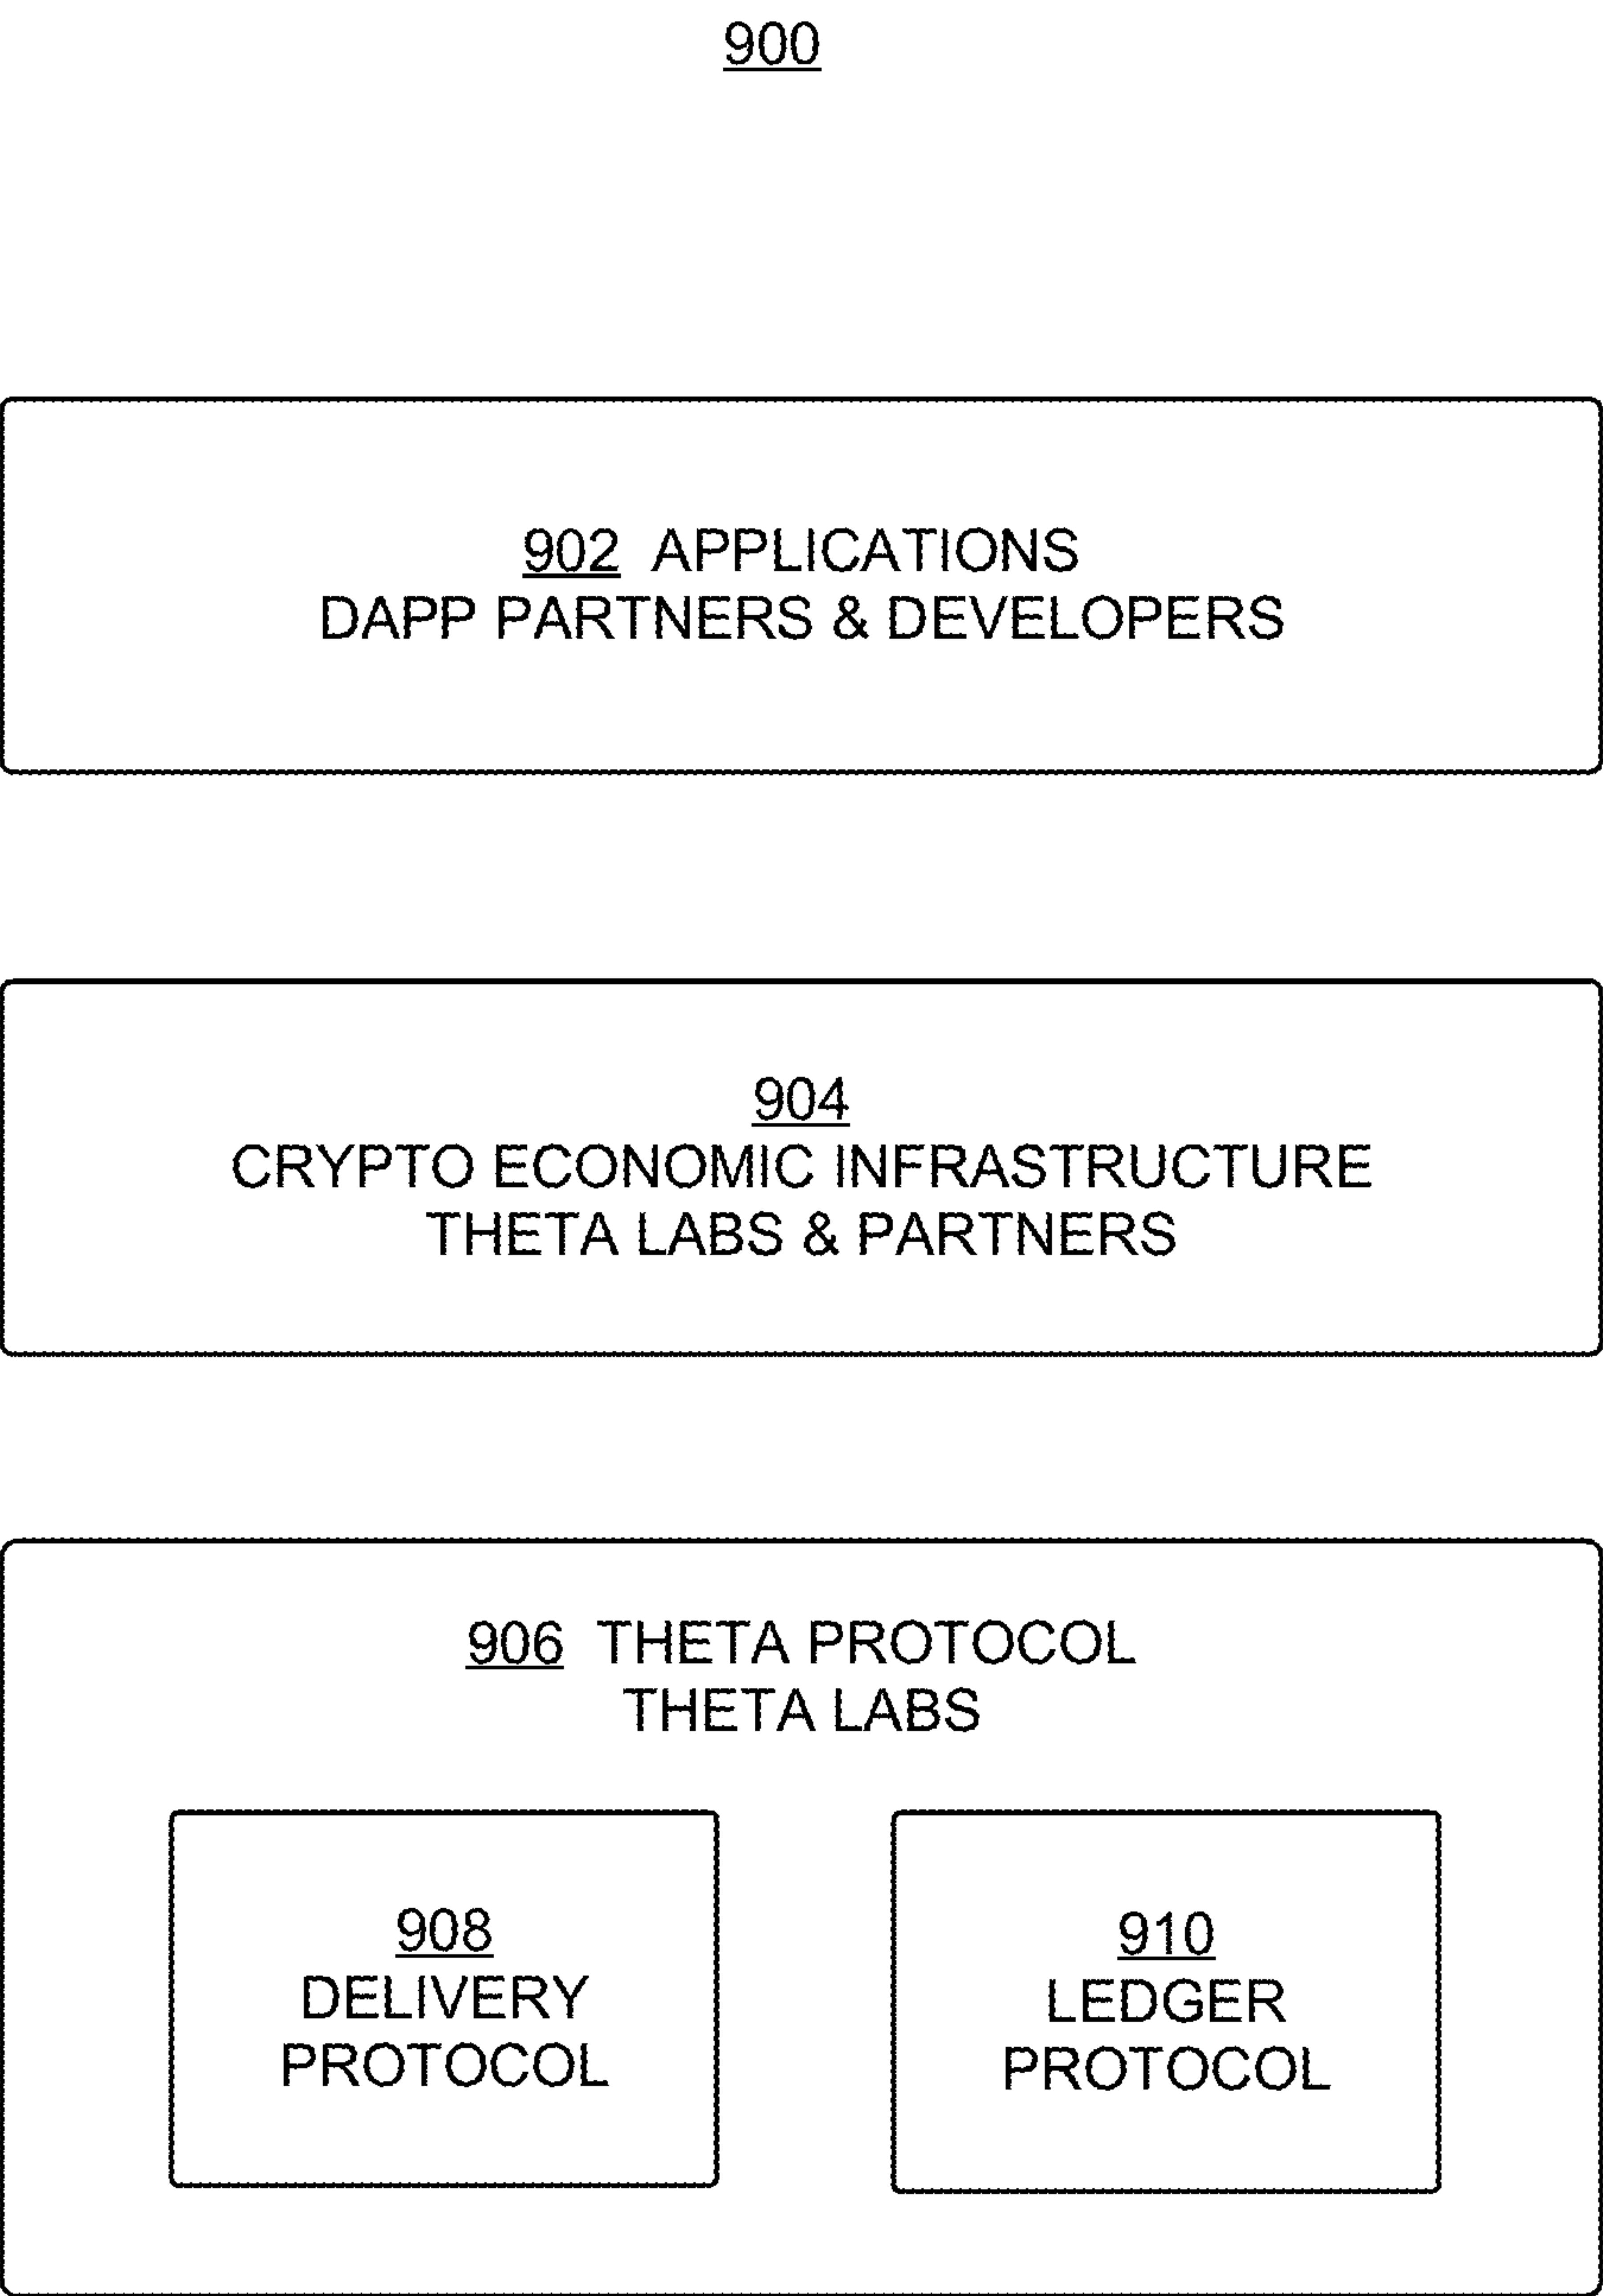 900
902 APPLICATIONS
DAPP PARTNERS & DEVELOPERS
904
CRYPTO ECONOMIC INFRASTRUCTURE
THETA LABS & PARTNERS
906 THETA PROTOCOL
THETA LABS
908
DELIVERY
PROTOCOL
910
LEDGER
PROTOCOL